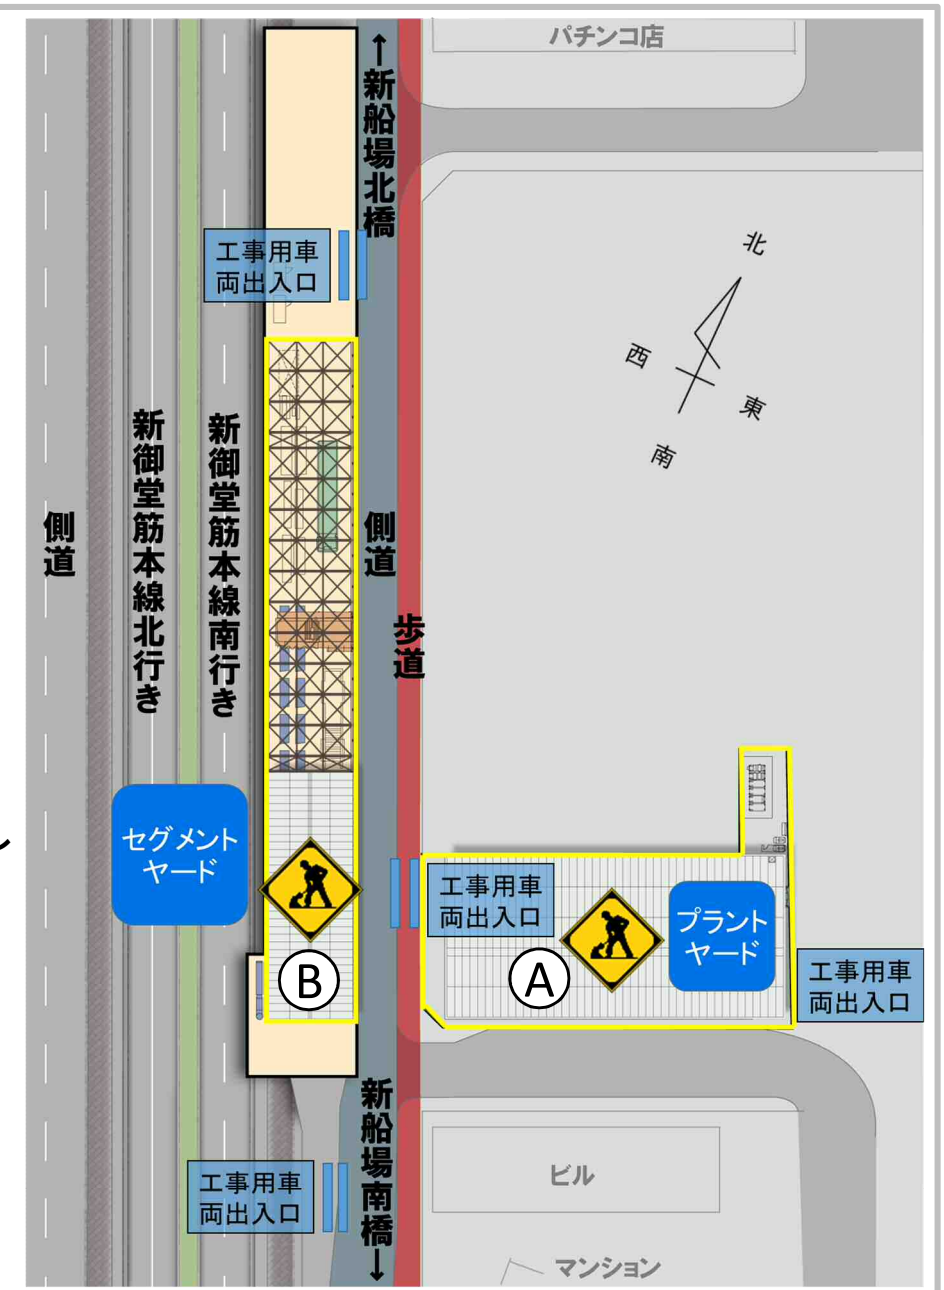 パチンコ店
↑新船場北橋
工事用車
両出入口
北
西
東
南
新御堂筋本線北行き
新御堂筋本線南行き
側道
側道
歩道
セグメント
ヤード
工事用車
両出入口
プラント
ヤード
B
A
工事用車
両出入口
新船場南橋↓
工事用車
両出入口
ビル
マンション